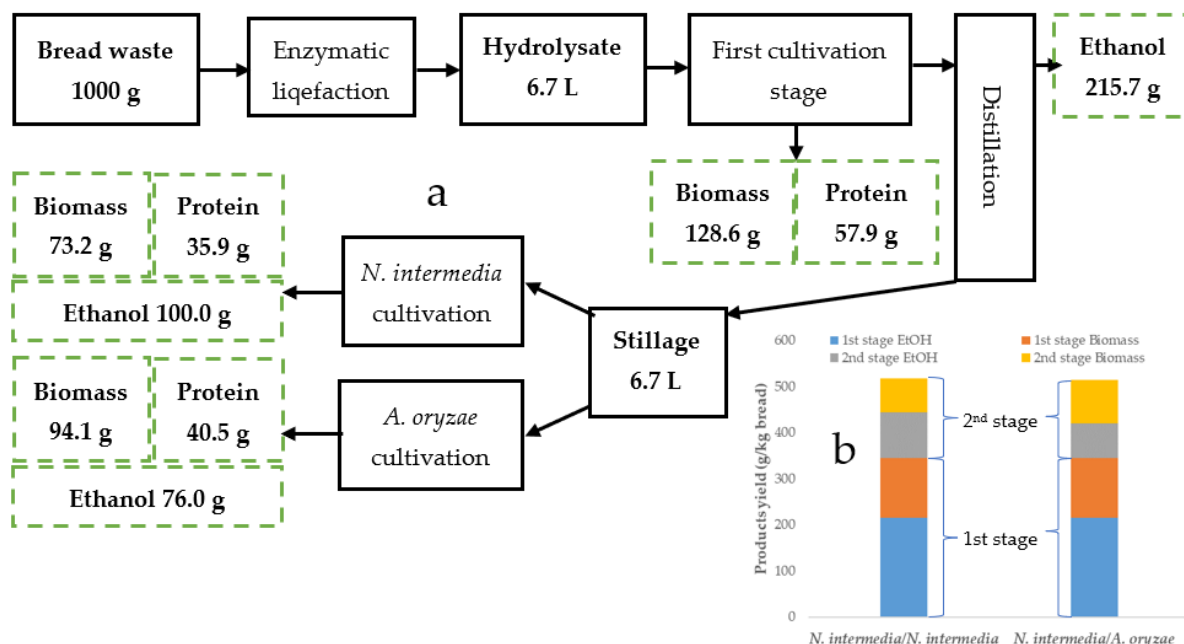 Bread waste
1000 g
Enzymatic
liqefaction
Hydrolysate
6.7 L
First cultivation
stage
Distillation
Ethanol
215.7 g
Biomass
128.6 g
Protein
57.9 g
a
Biomass
73.2 g
Protein
35.9 g
Ethanol 100.0 g
N. intermedia
cultivation
Stillage
6.7 L
Biomass
94.1 g
Protein
40.5 g
Ethanol 76.0 g
A. oryzae
cultivation
1st stage EtOH
1st stage Biomass
2nd stage EtOH
2nd stage Biomass
Products yield (g/kg bread)
600
500
400
300
200
100
0
b
2nd stage
1st stage
N. intermedia/N. intermedia
N. intermedia/A. oryzae